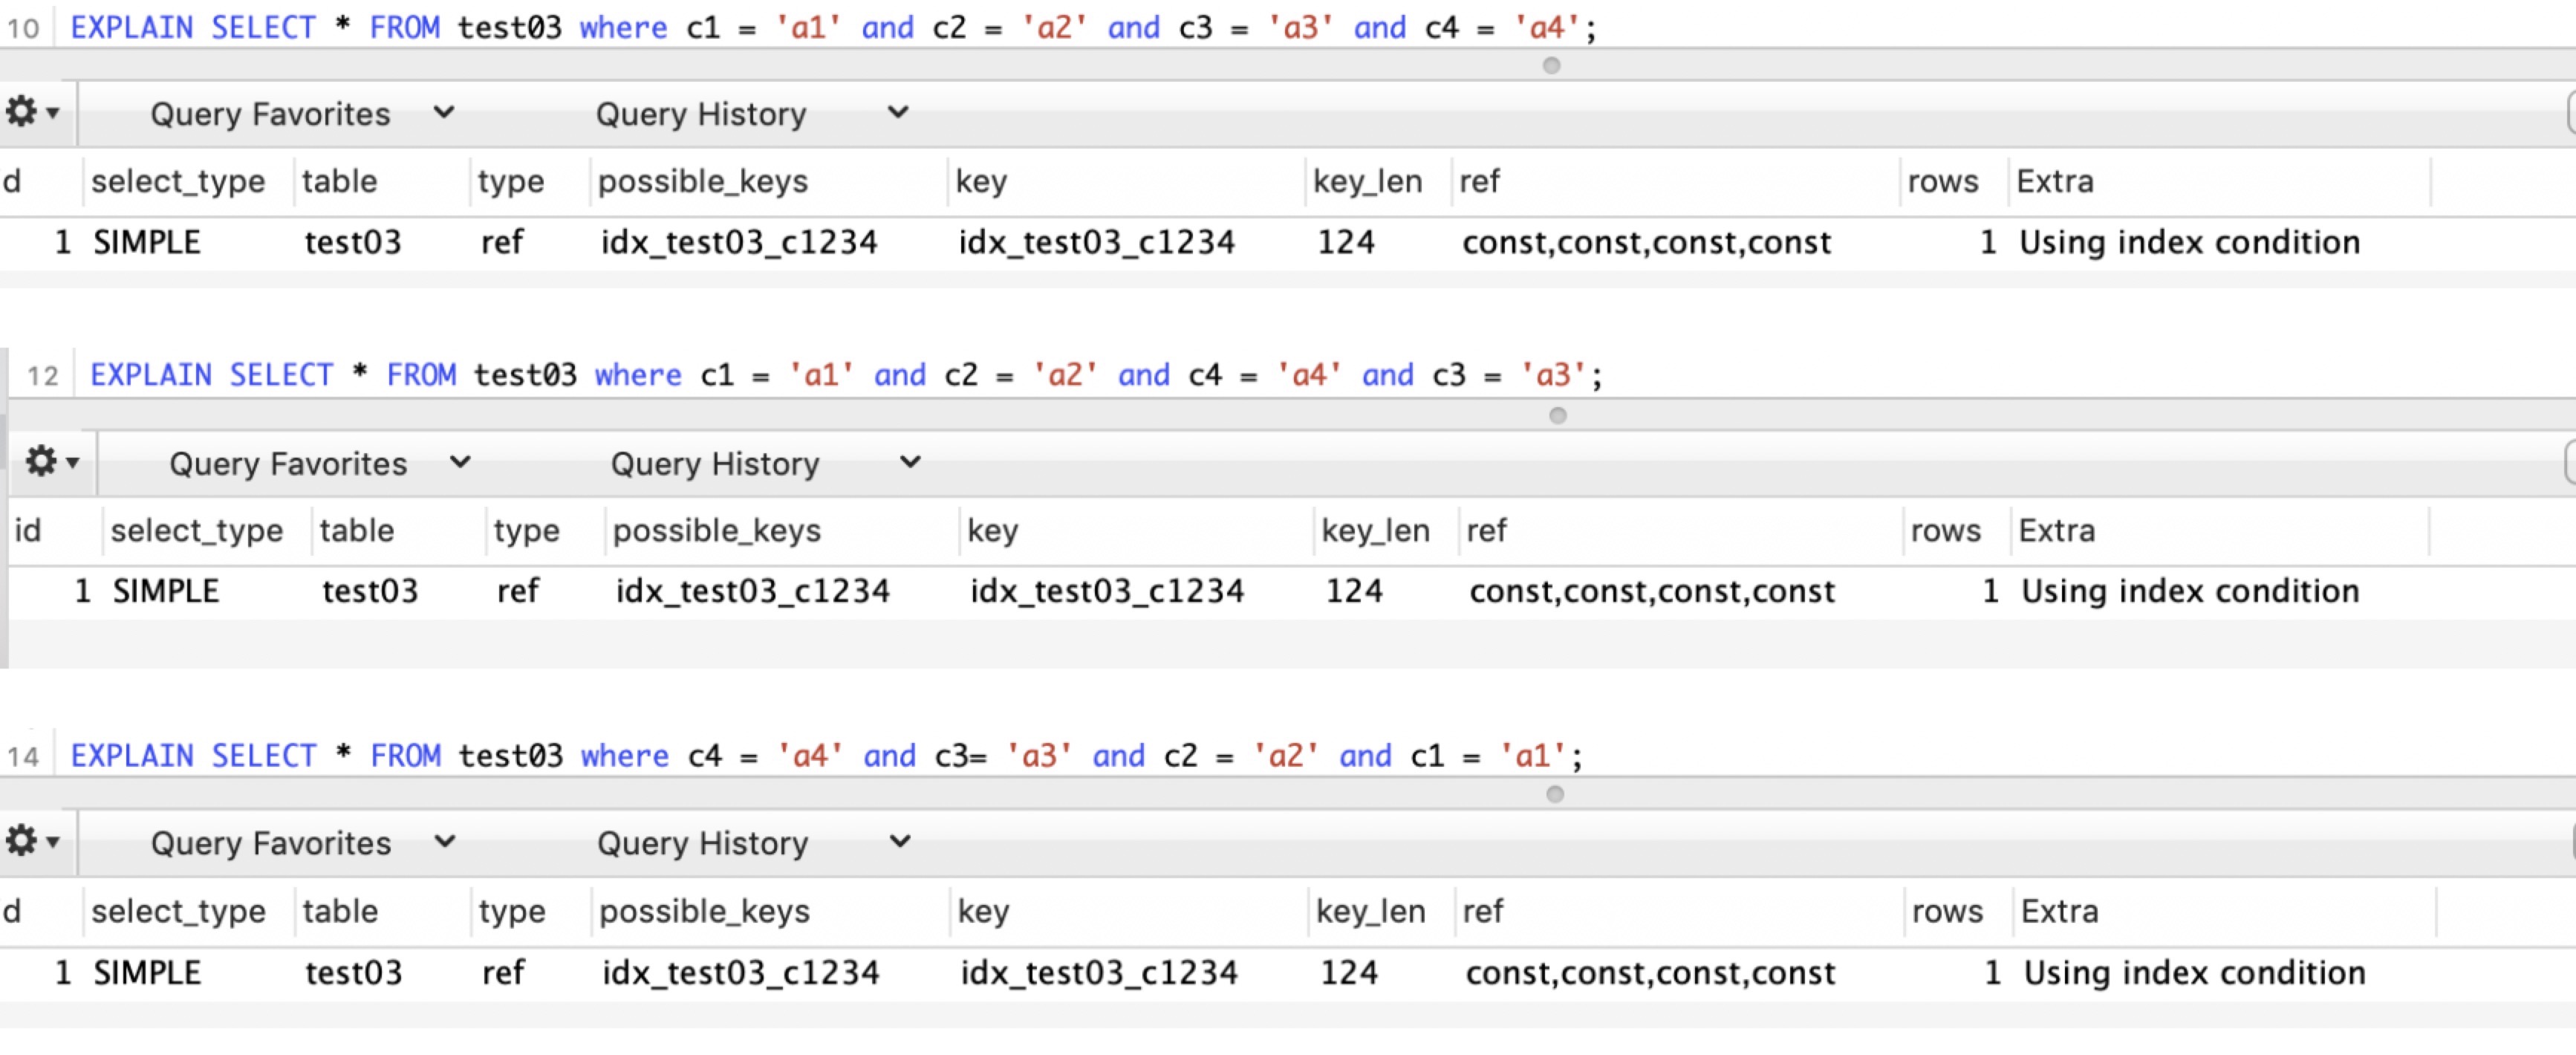 10 EXPLAIN SELECT * FROM test03 where c1 = 'a1' and c2 = 'a2' and c3 = 'a3' and c4 = 'a4';
Query Favorites Query History
d select_type table type possible_keys key key_len ref rows Extra
1 SIMPLE test03 ref idx_test03_c1234 idx_test03_c1234 124 const,const,const,const 1 Using index condition
12 EXPLAIN SELECT * FROM test03 where c1 = 'a1' and c2 = 'a2' and c4 = 'a4' and c3 = 'a3';
Query Favorites Query History
id select_type table type possible_keys key key_len ref rows Extra
1 SIMPLE test03 ref idx_test03_c1234 idx_test03_c1234 124 const,const,const,const 1 Using index condition
14 EXPLAIN SELECT * FROM test03 where c4 = 'a4' and c3= 'a3' and c2 = 'a2' and c1 = 'a1';
Query Favorites Query History
d select_type table type possible_keys key key_len ref rows Extra
1 SIMPLE test03 ref idx_test03_c1234 idx_test03_c1234 124 const,const,const,const 1 Using index condition